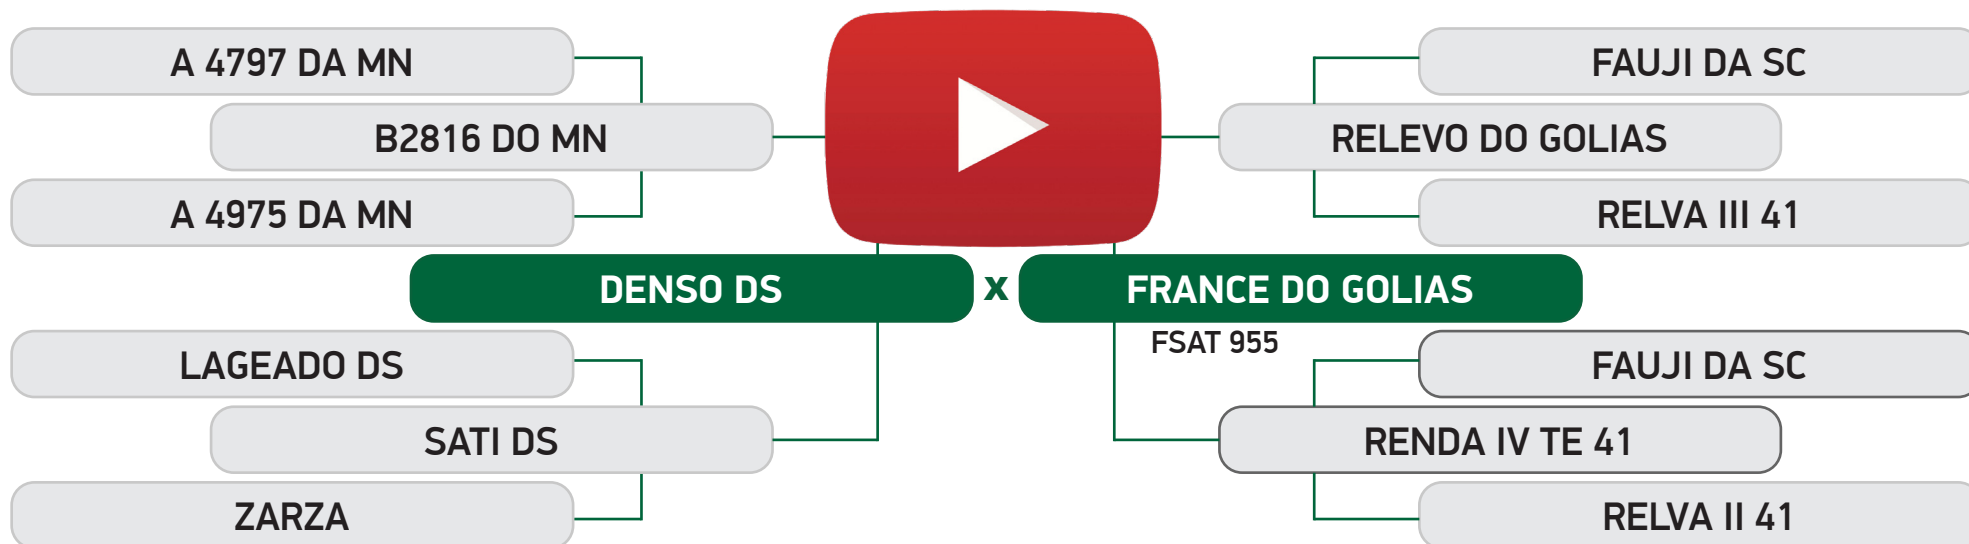 A 4797 DA MN
FAUJI DA SC
B2816 DO MN
RELEVO DO GOLIAS
A 4975 DA MN
RELVA III 41
DENSO DS
x
FRANCE DO GOLIAS
FSAT 955
LAGEADO DS
FAUJI DA SC
SATI DS
RENDA IV TE 41
ZARZA
RELVA II 41